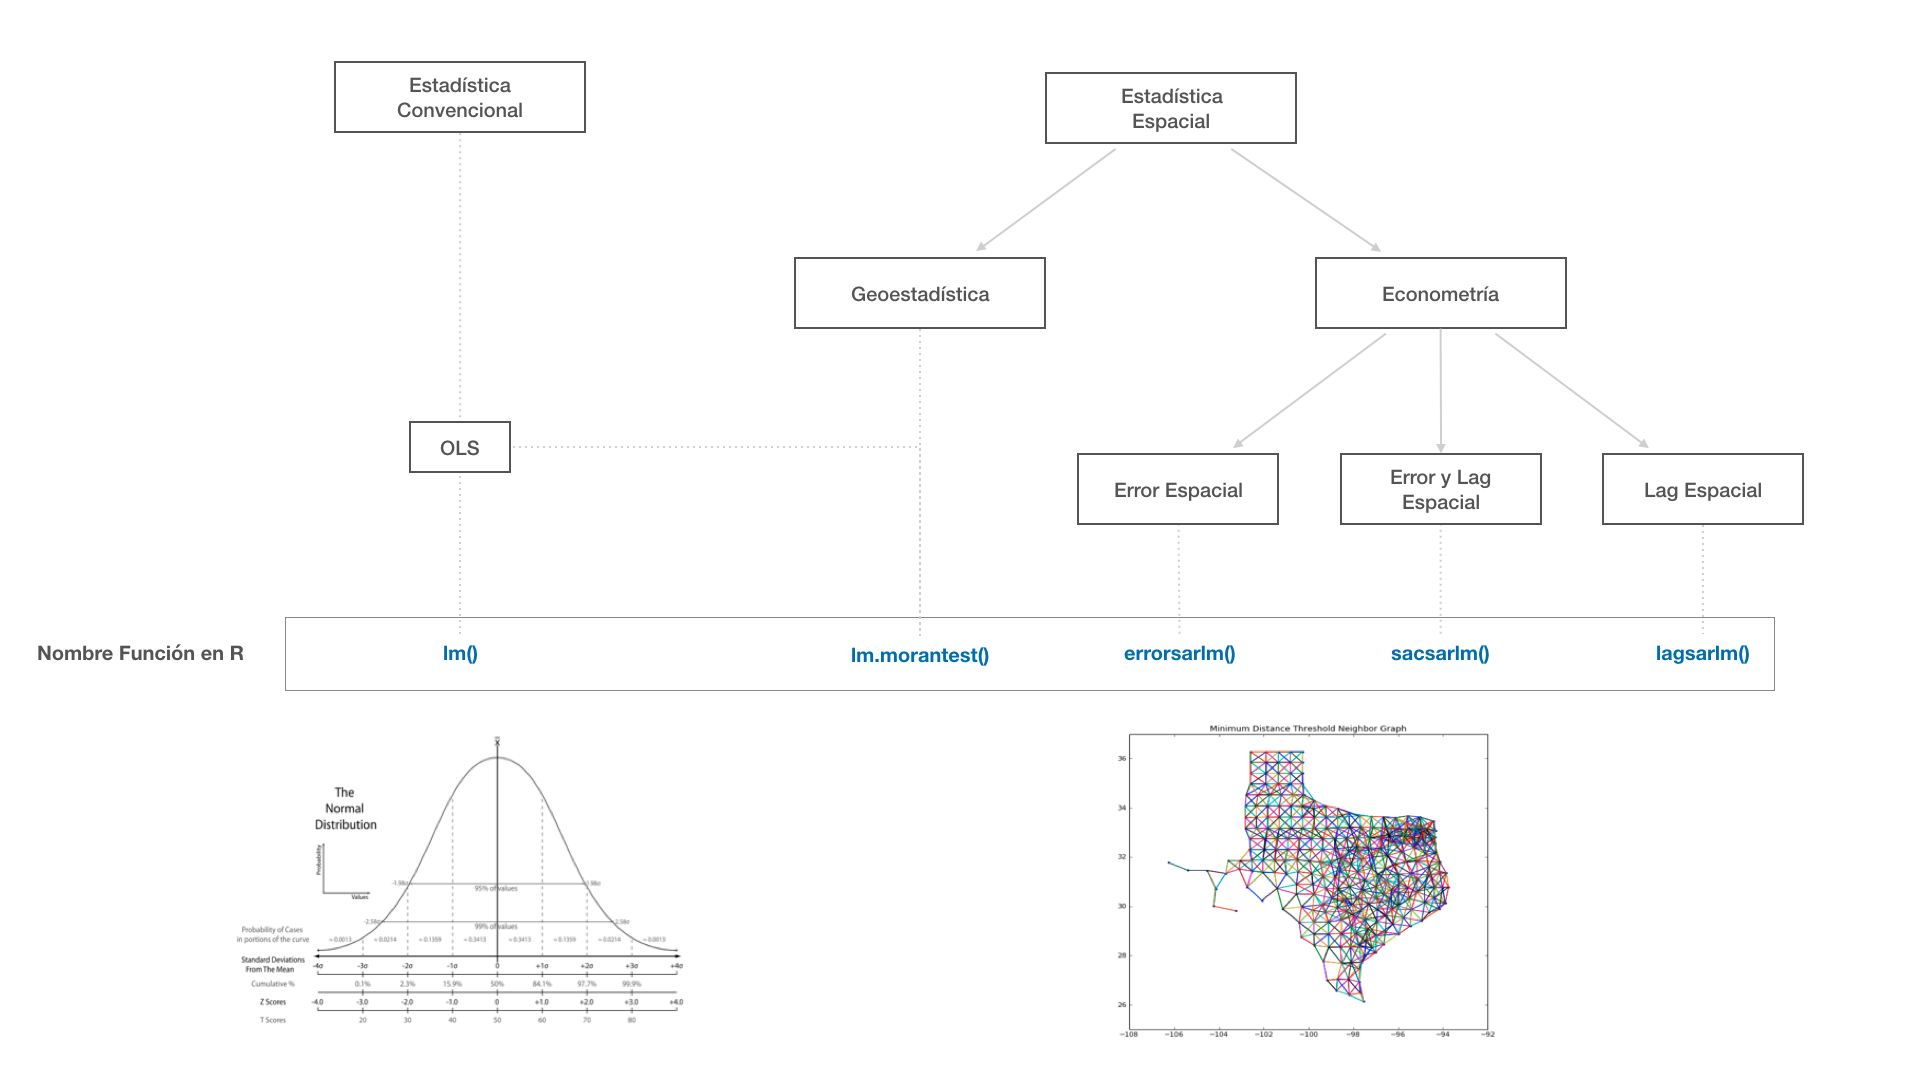 Estadística
Convencional
Estadística
Espacial
Geoestadística
Econometría
OLS
Error Espacial
Error y Lag
Espacial
Lag Espacial
Nombre Función en R
lm()
lm.morantest()
errorsarlm()
sacsarlm()
lagsarlm()
The
Normal
Distribution
Probability
Values
-1.98σ
1.98σ
95% of values
-2.58σ
2.58σ
99% of values
Probability of Cases
in portions of the curve
≈ 0.0013 ≈ 0.0214 ≈ 0.1359 ≈ 0.3413 ≈ 0.3413 ≈ 0.1359 ≈ 0.0214 ≈ 0.0013
Standard Deviations
From The Mean
-4σ -3σ -2σ -1σ 0 +1σ +2σ +3σ +4σ
Cumulative % 0.1% 2.3% 15.9% 50% 84.1% 97.7% 99.9%
Z Scores -4.0 -3.0 -2.0 -1.0 0 +1.0 +2.0 +3.0 +4.0
T Scores 20 30 40 50 60 70 80
Minimum Distance Threshold Neighbor Graph
36
34
32
30
28
26
−108 −106 −104 −102 −100 −98 −96 −94 −92